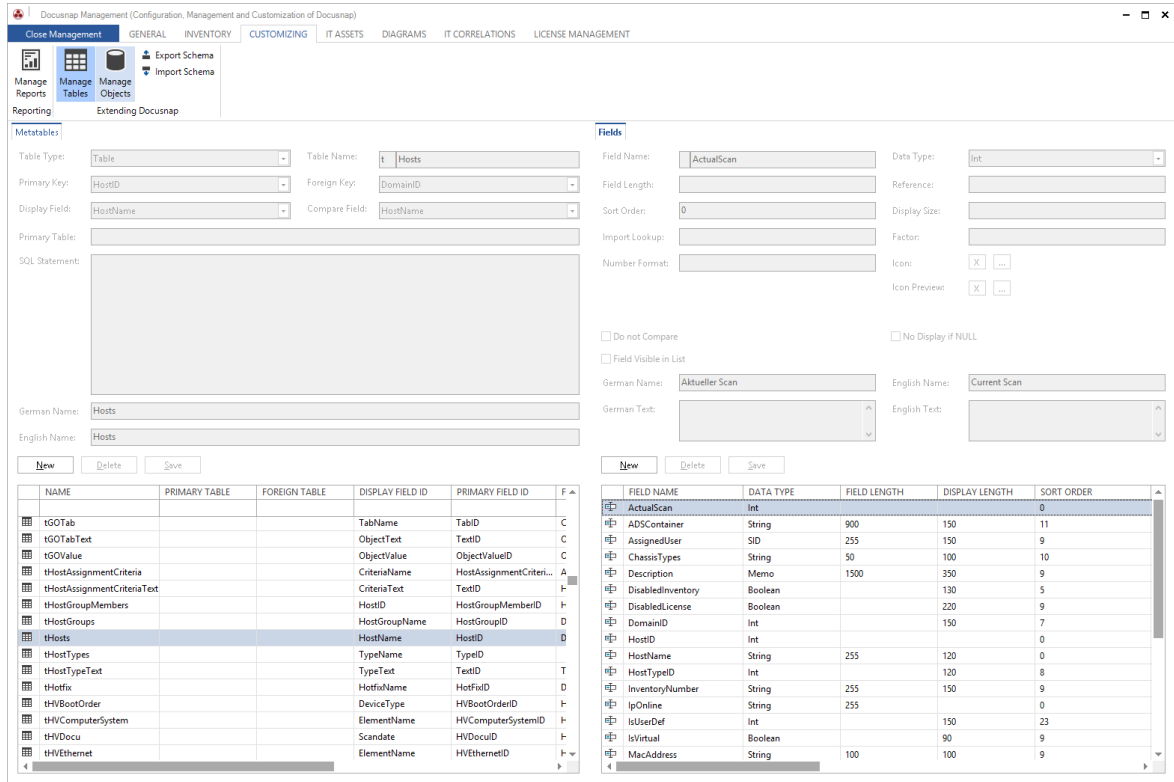 Docusnap Management (Configuration, Management and Customization of Docusnap)
Close Management GENERAL INVENTORY CUSTOMIZING IT ASSETS DIAGRAMS IT CORRELATIONS LICENSE MANAGEMENT
Manage Reports
Manage Tables
Manage Objects
Export Schema
Import Schema
Reporting Extending Docusnap
Metatables
Table Type: Table Table Name: t Hosts
Primary Key: HostID Foreign Key: DomainID
Display Field: HostName Compare Field: HostName
Primary Table:
SQL Statement:
German Name: Hosts
English Name: Hosts
New Delete Save
NAME PRIMARY TABLE FOREIGN TABLE DISPLAY FIELD ID PRIMARY FIELD ID F
tGOTab TabName TabID C
tGOTabText ObjectText TextID C
tGOValue ObjectValue ObjectValueID C
tHostAssignmentCriteria CriteriaName HostAssignmentCriteri... A
tHostAssignmentCriteriaText CriteriaText TextID H
tHostGroupMembers HostID HostGroupMemberID H
tHostGroups HostGroupName HostGroupID D
tHosts HostName HostID D
tHostTypes TypeName TypeID
tHostTypeText TypeText TextID T
tHotfix HotfixName HotFixID D
tHVBootOrder DeviceType HVBootOrderID H
tHVComputerSystem ElementName HVComputerSystemID H
tHVDocu Scandate HVDocuID H
tHVEthernet ElementName HVEthernetID H
Fields
Field Name: ActualScan Data Type: Int
Field Length: Reference:
Sort Order: 0 Display Size:
Import Lookup: Factor:
Number Format: Icon: X ...
Icon Preview: X ...
Do not Compare No Display if NULL
Field Visible in List
German Name: Aktueller Scan English Name: Current Scan
German Text: English Text:
New Delete Save
FIELD NAME DATA TYPE FIELD LENGTH DISPLAY LENGTH SORT ORDER
ActualScan Int 0
ADSContainer String 900 150 11
AssignedUser SID 255 150 9
ChassisTypes String 50 100 10
Description Memo 1500 350 9
DisabledInventory Boolean 130 5
DisabledLicense Boolean 220 9
DomainID Int 150 7
HostID Int 0
HostName String 255 120 0
HostTypeID Int 120 8
InventoryNumber String 255 150 9
IpOnline String 255 0
IsUserDef Int 150 23
IsVirtual Boolean 90 9
MacAddress String 100 100 9